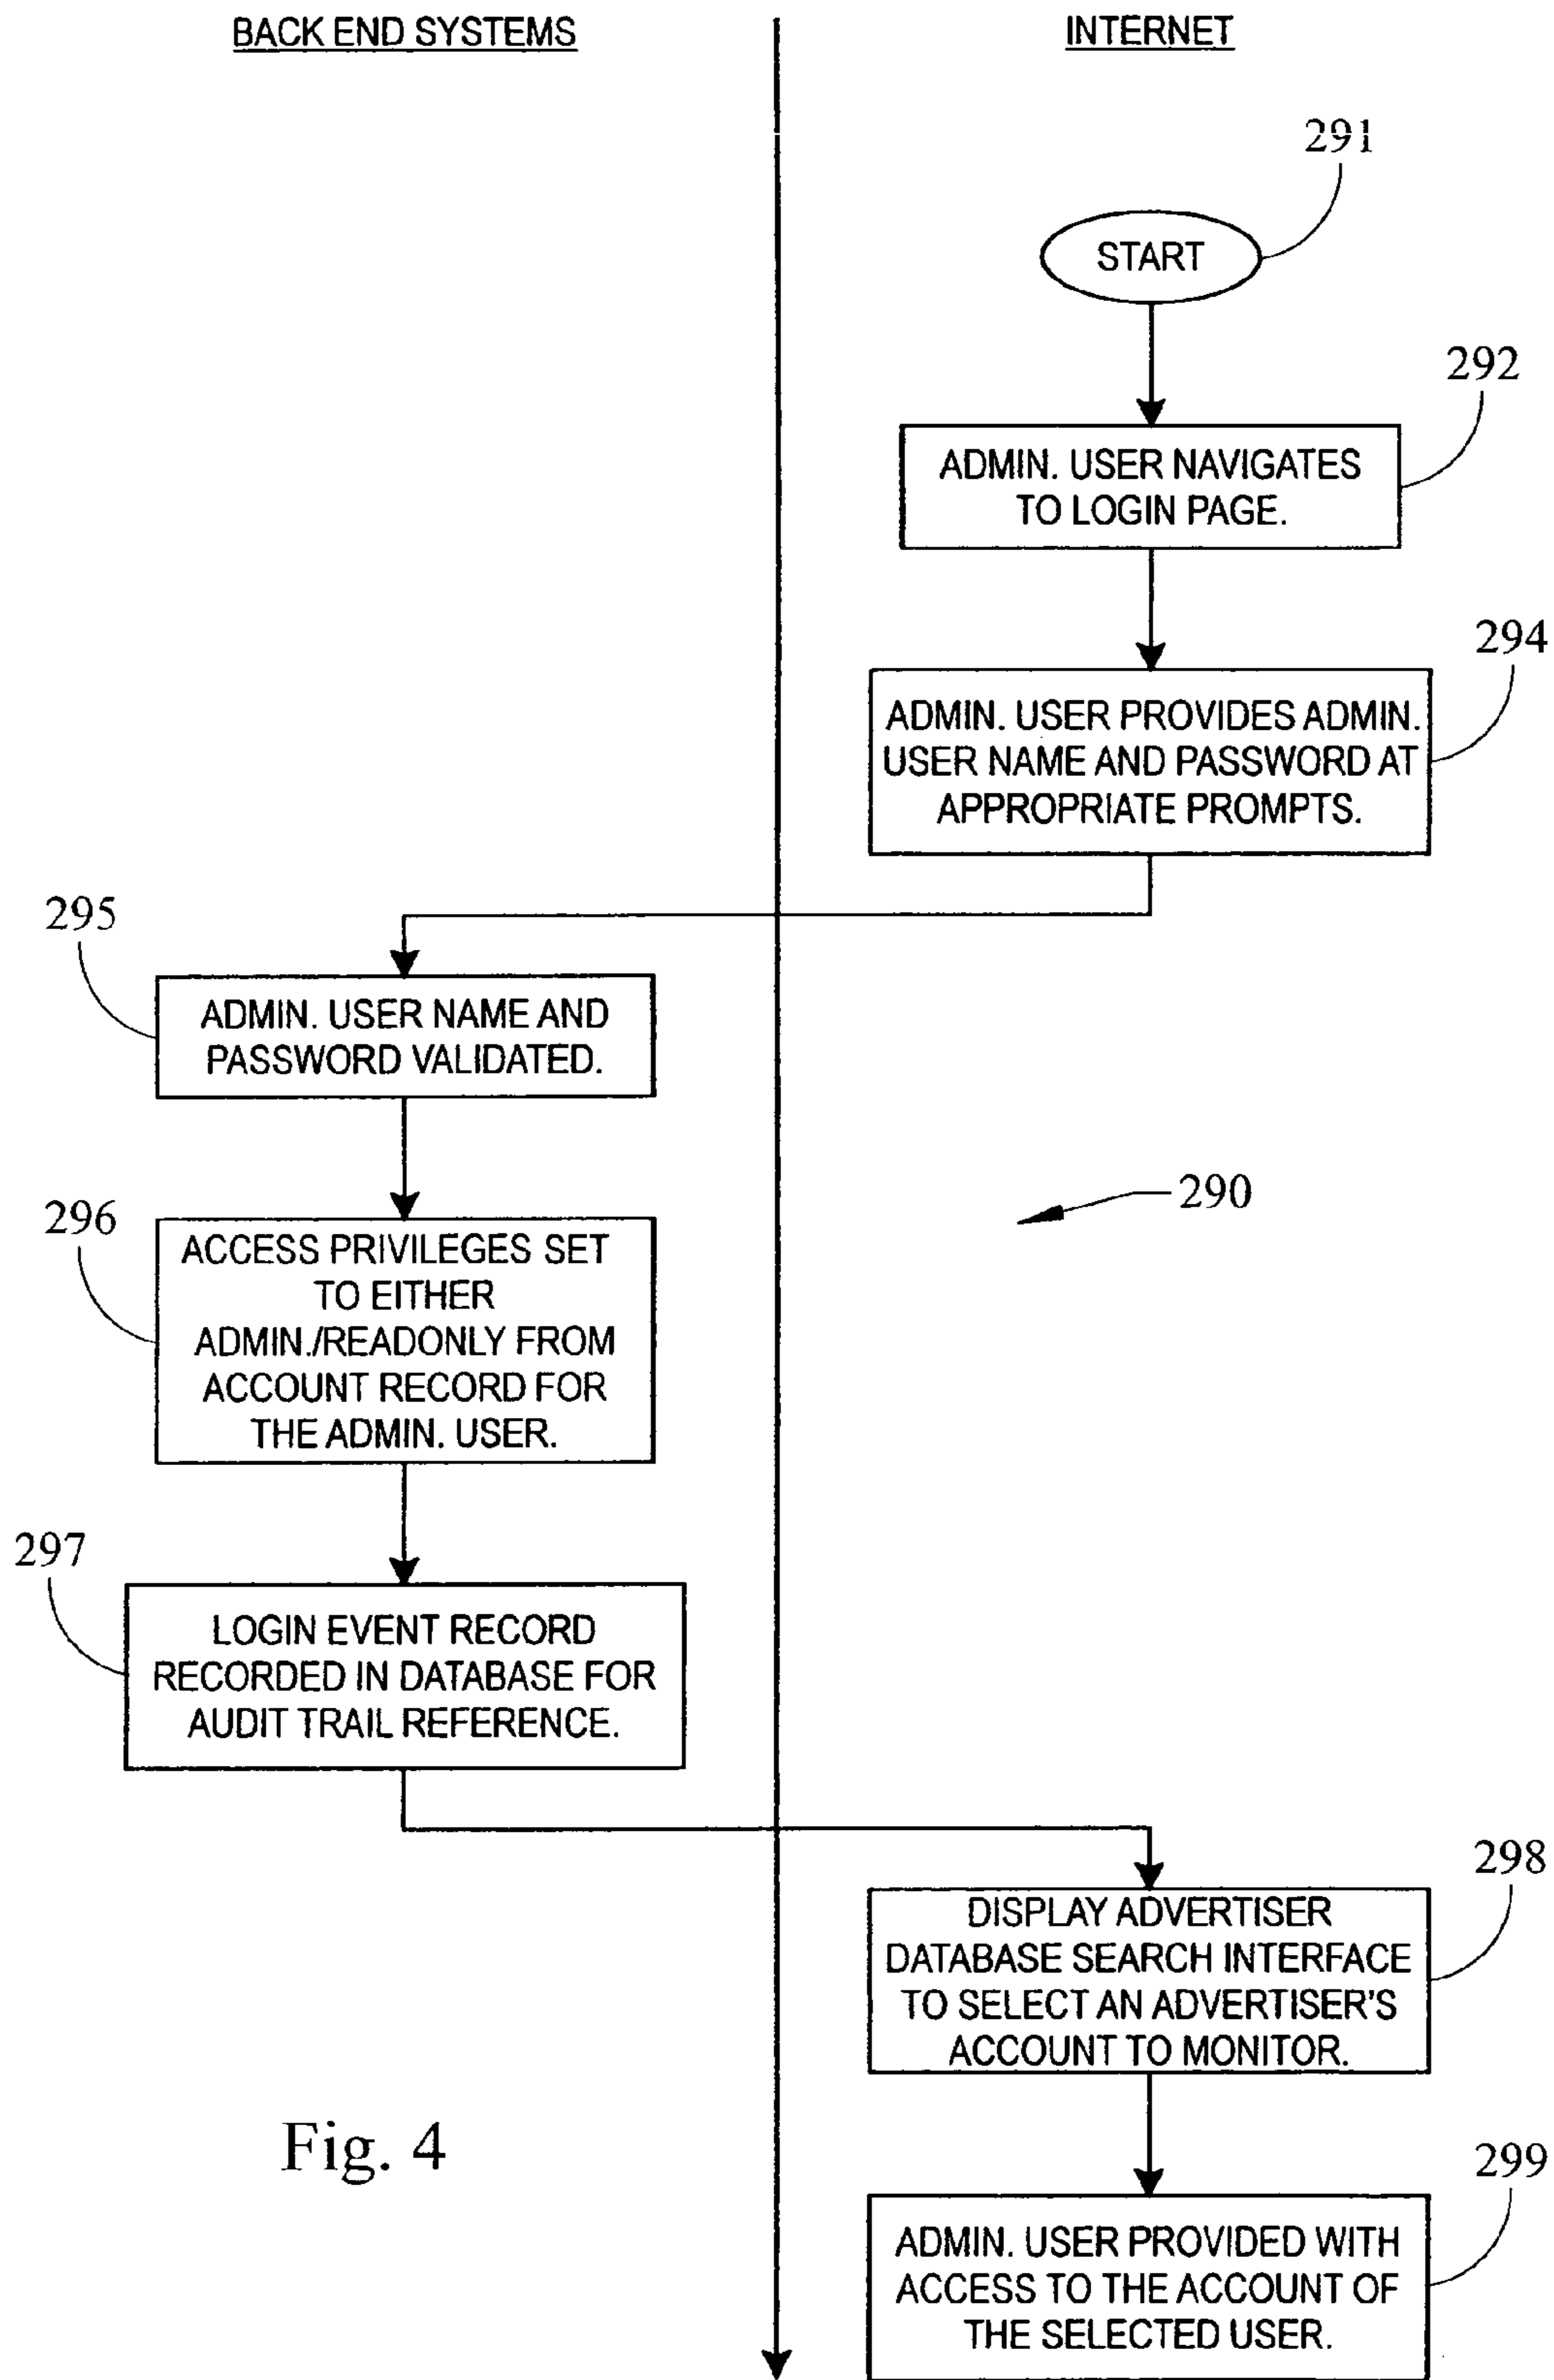 BACK END SYSTEMS
INTERNET
291
START
292
ADMIN. USER NAVIGATES
TO LOGIN PAGE.
294
ADMIN. USER PROVIDES ADMIN.
USER NAME AND PASSWORD AT
APPROPRIATE PROMPTS.
295
ADMIN. USER NAME AND
PASSWORD VALIDATED.
290
296
ACCESS PRIVILEGES SET
TO EITHER
ADMIN./READONLY FROM
ACCOUNT RECORD FOR
THE ADMIN. USER.
297
LOGIN EVENT RECORD
RECORDED IN DATABASE FOR
AUDIT TRAIL REFERENCE.
298
DISPLAY ADVERTISER
DATABASE SEARCH INTERFACE
TO SELECT AN ADVERTISER'S
ACCOUNT TO MONITOR.
299
ADMIN. USER PROVIDED WITH
ACCESS TO THE ACCOUNT OF
THE SELECTED USER.
Fig. 4